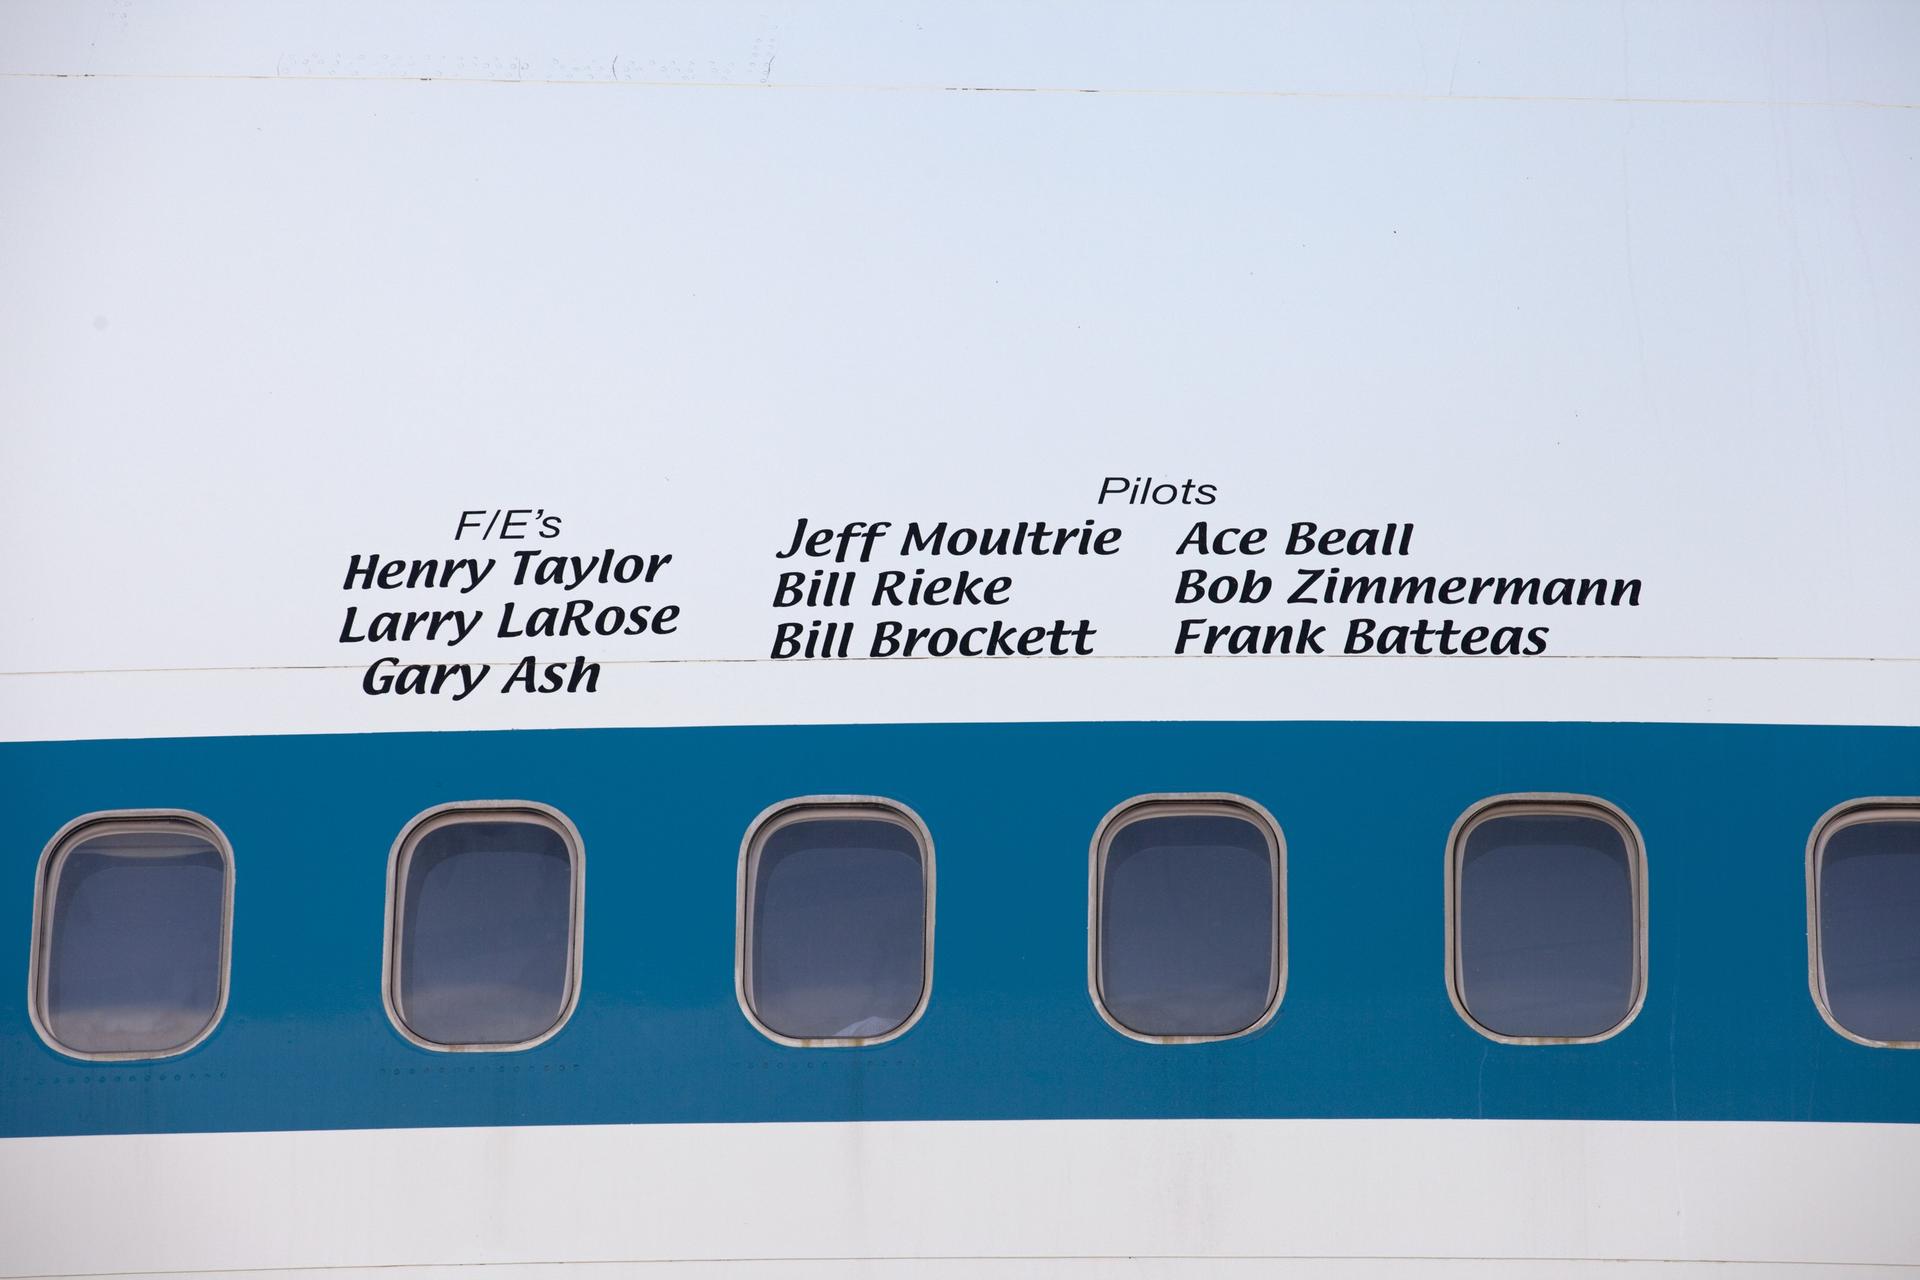 F/E's
Henry Taylor
Larry LaRose
Gary Ash
Pilots
Jeff Moultrie
Bill Rieke
Bill Brockett
Ace Beall
Bob Zimmermann
Frank Batteas